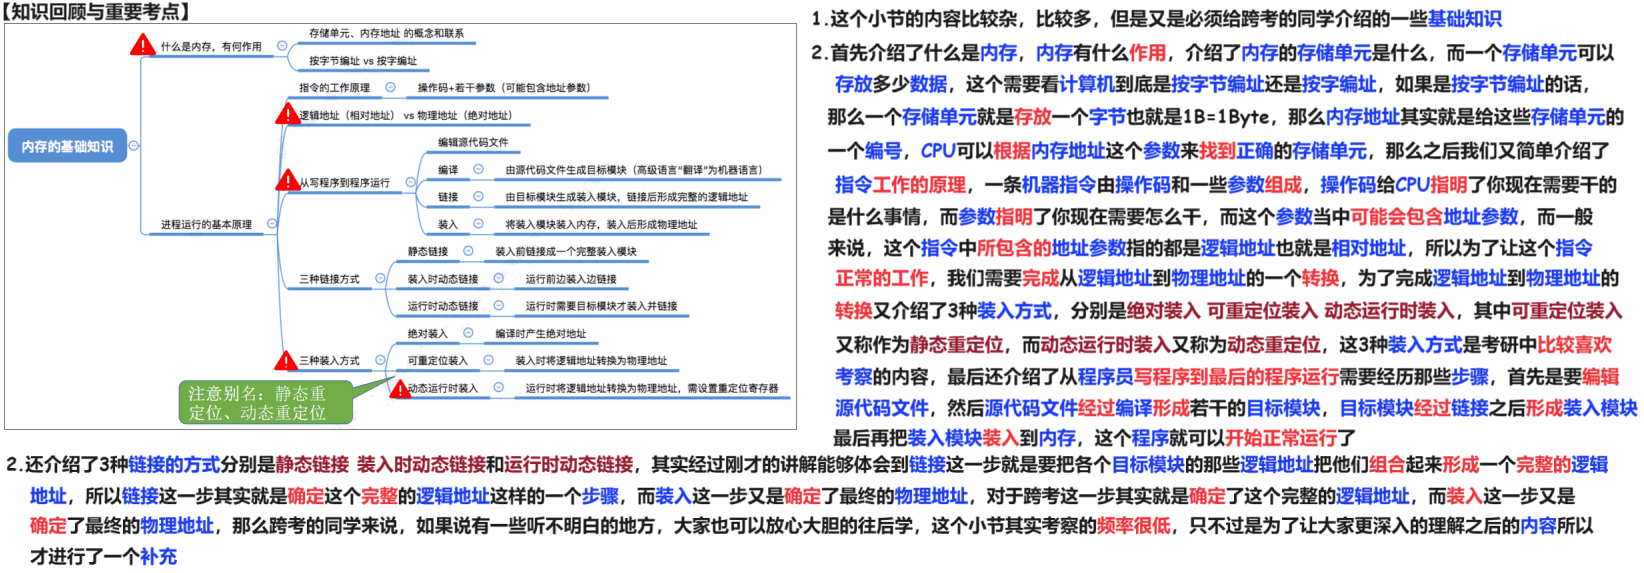 【知识回顾与重要考点】
内存的基础知识
什么是内存，有何作用
存储单元、内存地址 的概念和联系
按字节编址 vs 按字编址
进程运行的基本原理
指令的工作原理
操作码+若干参数（可能包含地址参数）
逻辑地址（相对地址） vs 物理地址（绝对地址）
从写程序到程序运行
编辑源代码文件
编译
由源代码文件生成目标模块（高级语言“翻译”为机器语言）
链接
由目标模块生成装入模块，链接后形成完整的逻辑地址
装入
将装入模块装入内存，装入后形成物理地址
三种链接方式
静态链接
装入前链接成一个完整装入模块
装入时动态链接
运行前边装入边链接
运行时动态链接
运行时需要目标模块才装入并链接
三种装入方式
绝对装入
编译时产生绝对地址
可重定位装入
装入时将逻辑地址转换为物理地址
动态运行时装入
运行时将逻辑地址转换为物理地址，需设置重定位寄存器
注意别名：静态重
定位、动态重定位
1.这个小节的内容比较杂，比较多，但是又是必须给跨考的同学介绍的一些基础知识
2.首先介绍了什么是内存，内存有什么作用，介绍了内存的存储单元是什么，而一个存储单元可以
存放多少数据，这个需要看计算机到底是按字节编址还是按字编址，如果是按字节编址的话，
那么一个存储单元就是存放一个字节也就是1B=1Byte，那么内存地址其实就是给这些存储单元的
一个编号，CPU可以根据内存地址这个参数来找到正确的存储单元，那么之后我们又简单介绍了
指令工作的原理，一条机器指令由操作码和一些参数组成，操作码给CPU指明了你现在需要干的
是什么事情，而参数指明了你现在需要怎么干，而这个参数当中可能会包含地址参数，而一般
来说，这个指令中所包含的地址参数指的都是逻辑地址也就是相对地址，所以为了让这个指令
正常的工作，我们需要完成从逻辑地址到物理地址的一个转换，为了完成逻辑地址到物理地址的
转换又介绍了3种装入方式，分别是绝对装入 可重定位装入 动态运行时装入，其中可重定位装入
又称作为静态重定位，而动态运行时装入又称为动态重定位，这3种装入方式是考研中比较喜欢
考察的内容，最后还介绍了从程序员写程序到最后的程序运行需要经历那些步骤，首先是要编辑
源代码文件，然后源代码文件经过编译形成若干的目标模块，目标模块经过链接之后形成装入模块
最后再把装入模块装入到内存，这个程序就可以开始正常运行了
2.还介绍了3种链接的方式分别是静态链接 装入时动态链接和运行时动态链接，其实经过刚才的讲解能够体会到链接这一步就是要把各个目标模块的那些逻辑地址把他们组合起来形成一个完整的逻辑
地址，所以链接这一步其实就是确定这个完整的逻辑地址这样的一个步骤，而装入这一步又是确定了最终的物理地址，对于跨考这一步其实就是确定了这个完整的逻辑地址，而装入这一步又是
确定了最终的物理地址，那么跨考的同学来说，如果说有一些听不明白的地方，大家也可以放心大胆的往后学，这个小节其实考察的频率很低，只不过是为了让大家更深入的理解之后的内容所以
才进行了一个补充